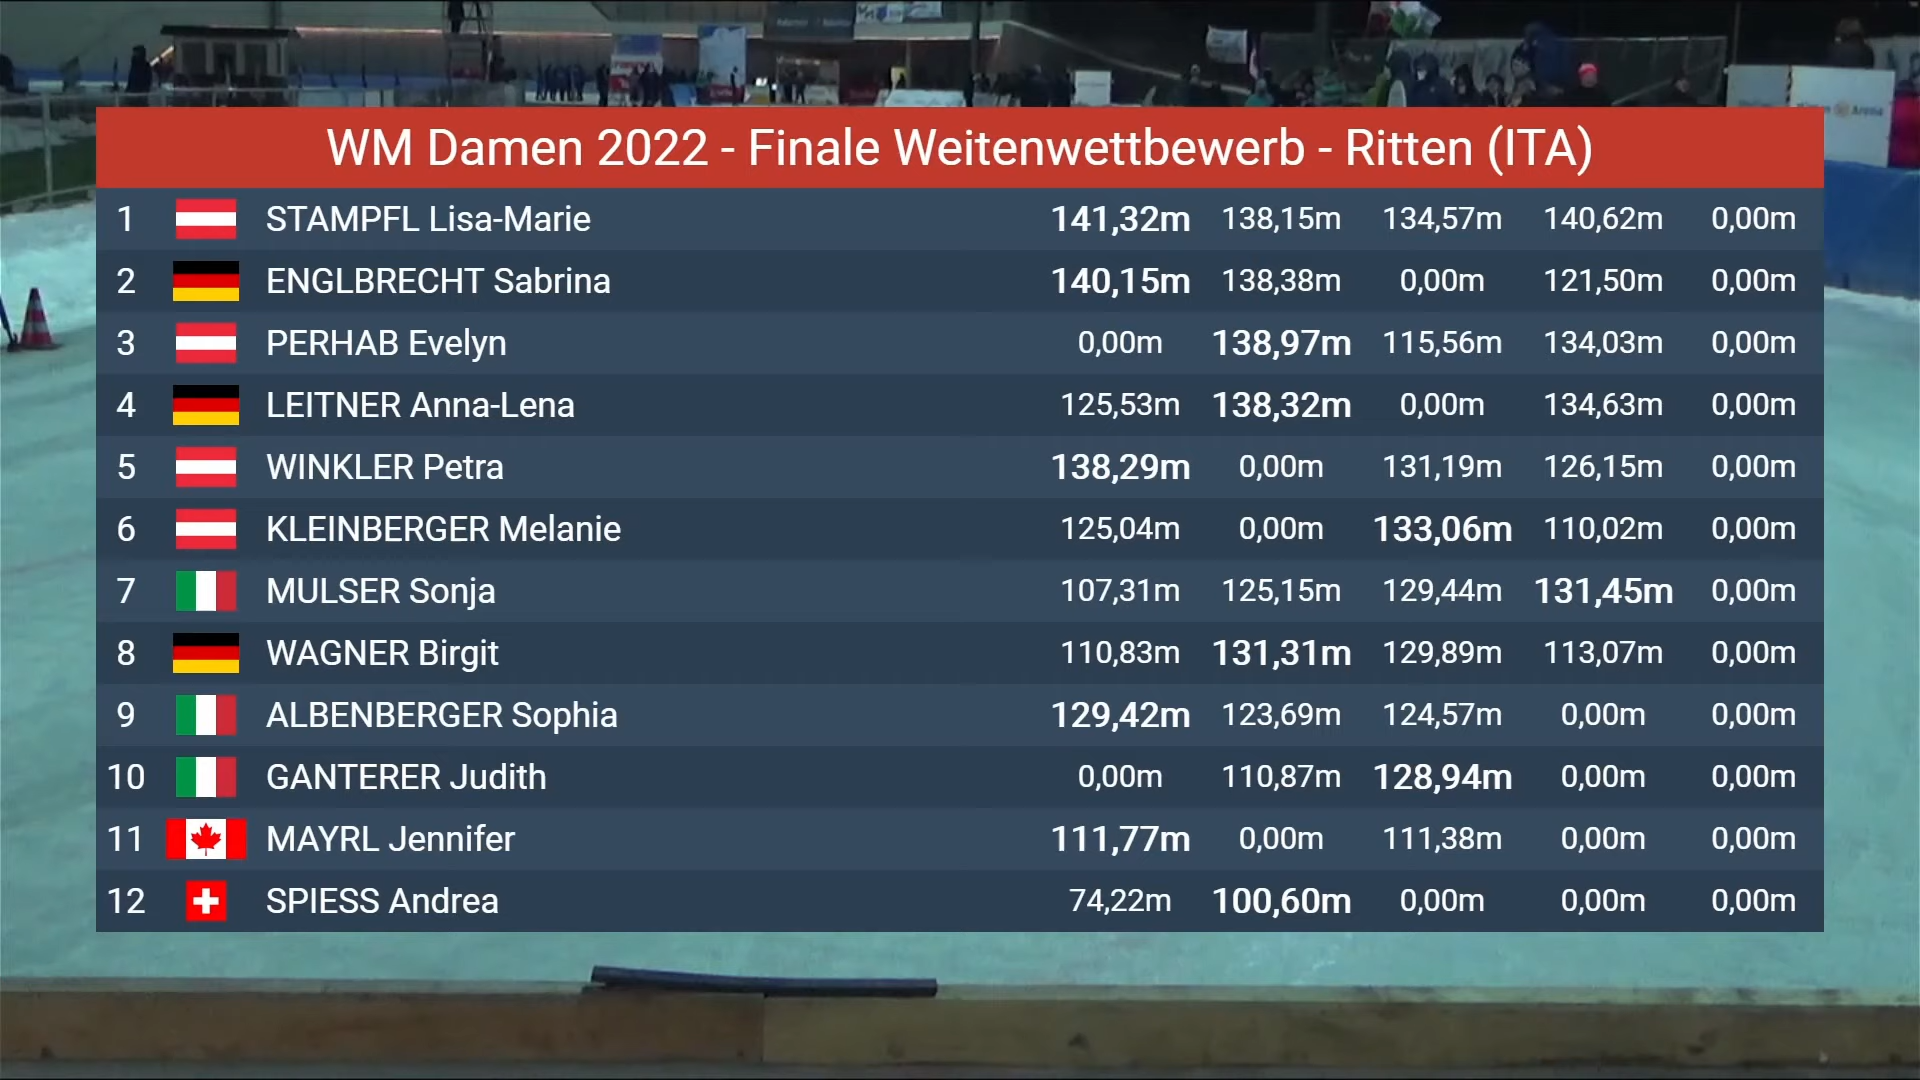 WM Damen 2022 - Finale Weitenwettbewerb - Ritten (ITA)
1 STAMPFL Lisa-Marie 141,32m 138,15m 134,57m 140,62m 0,00m
2 ENGLBRECHT Sabrina 140,15m 138,38m 0,00m 121,50m 0,00m
3 PERHAB Evelyn 0,00m 138,97m 115,56m 134,03m 0,00m
4 LEITNER Anna-Lena 125,53m 138,32m 0,00m 134,63m 0,00m
5 WINKLER Petra 138,29m 0,00m 131,19m 126,15m 0,00m
6 KLEINBERGER Melanie 125,04m 0,00m 133,06m 110,02m 0,00m
7 MULSER Sonja 107,31m 125,15m 129,44m 131,45m 0,00m
8 WAGNER Birgit 110,83m 131,31m 129,89m 113,07m 0,00m
9 ALBENBERGER Sophia 129,42m 123,69m 124,57m 0,00m 0,00m
10 GANTERER Judith 0,00m 110,87m 128,94m 0,00m 0,00m
11 MAYRL Jennifer 111,77m 0,00m 111,38m 0,00m 0,00m
12 SPIESS Andrea 74,22m 100,60m 0,00m 0,00m 0,00m